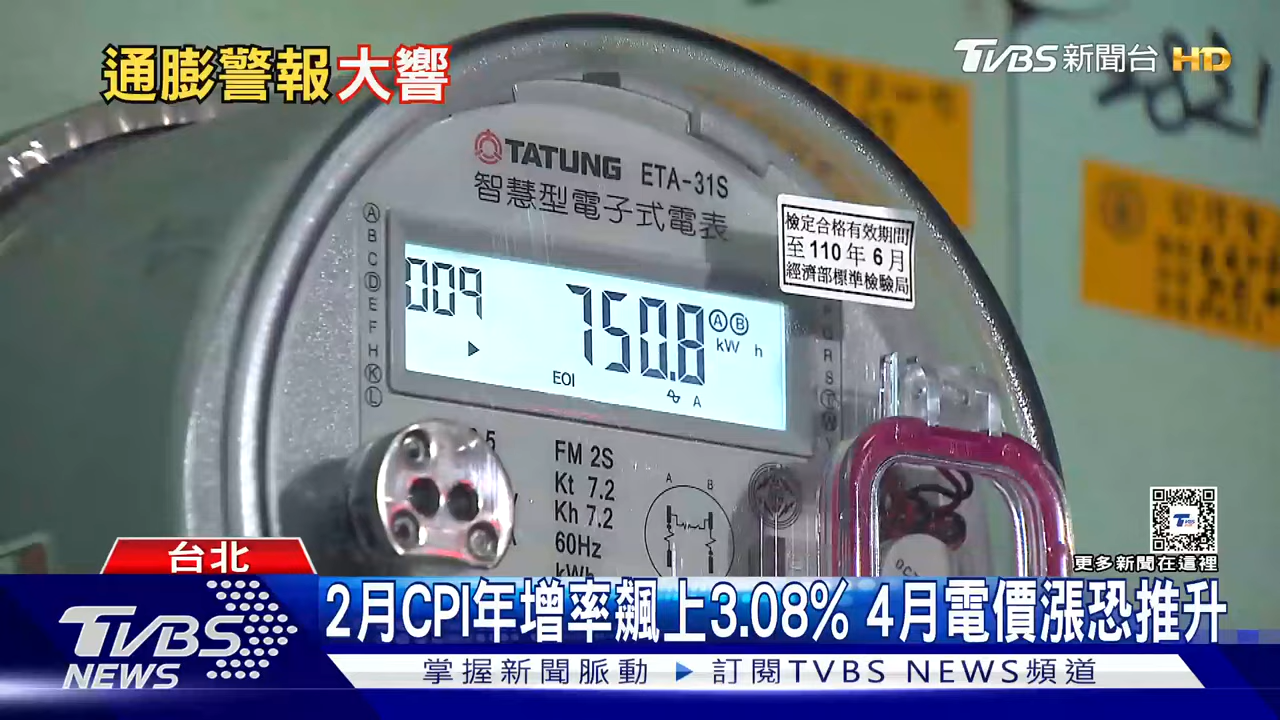 通膨警報大響
TVBS新聞台 HD
2821
TATUNG ETA-31S
智慧型電子式電表
檢定合格有效期間
至110年6月
經濟部標準檢驗局
A
B
C
D
E
F
H
K
L
009
750.8
A B
kW h
EOI
A
R
S
T
W
Y
FM 2S
Kt 7.2
Kh 7.2
60Hz
kWh
A B
更多新聞在這裡
台北
TVBS NEWS
2月CPI年增率飆上3.08% 4月電價漲恐推升
掌握新聞脈動 ▶ 訂閱TVBS NEWS頻道